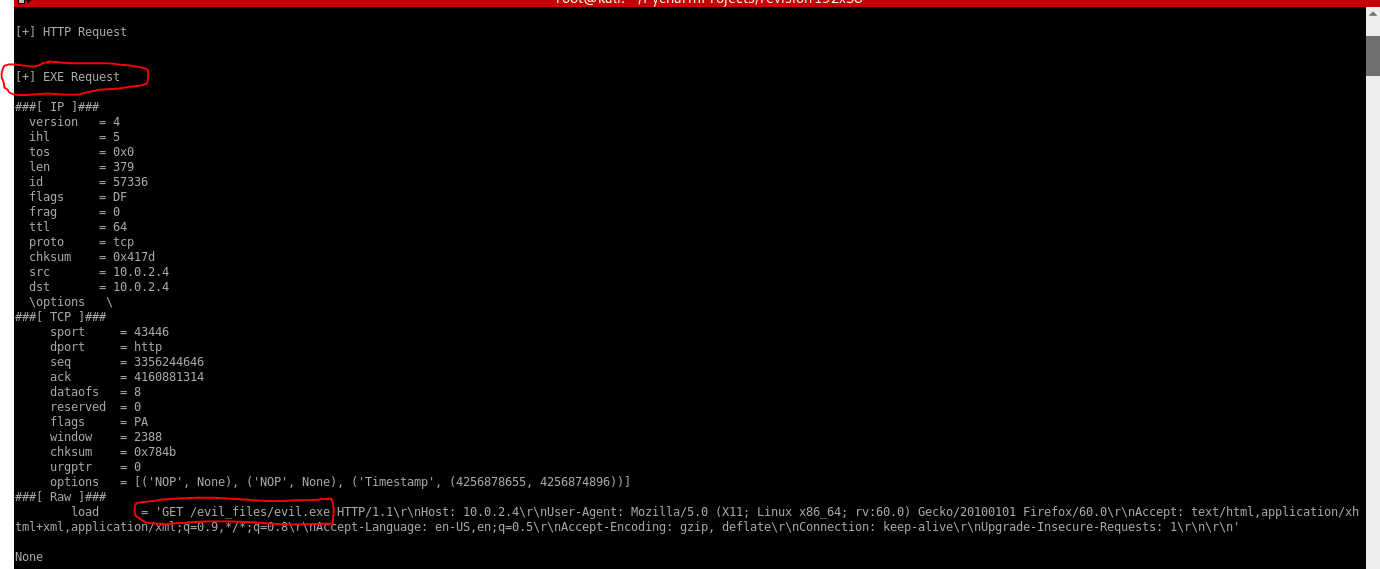 root@kali: ~/PycharmProjects/revision192x38
[+] HTTP Request
[+] EXE Request
###[ IP ]###
  version   = 4
  ihl       = 5
  tos       = 0x0
  len       = 379
  id        = 57336
  flags     = DF
  frag      = 0
  ttl       = 64
  proto     = tcp
  chksum    = 0x417d
  src       = 10.0.2.4
  dst       = 10.0.2.4
  \options   \
###[ TCP ]###
     sport     = 43446
     dport     = http
     seq       = 3356244646
     ack       = 4160881314
     dataofs   = 8
     reserved  = 0
     flags     = PA
     window    = 2388
     chksum    = 0x784b
     urgptr    = 0
     options   = [('NOP', None), ('NOP', None), ('Timestamp', (4256878655, 4256874896))]
###[ Raw ]###
        load      = 'GET /evil_files/evil.exe HTTP/1.1\r\nHost: 10.0.2.4\r\nUser-Agent: Mozilla/5.0 (X11; Linux x86_64; rv:60.0) Gecko/20100101 Firefox/60.0\r\nAccept: text/html,application/xh
tml+xml,application/xml;q=0.9,*/*;q=0.8\r\nAccept-Language: en-US,en;q=0.5\r\nAccept-Encoding: gzip, deflate\r\nConnection: keep-alive\r\nUpgrade-Insecure-Requests: 1\r\n\r\n'
None